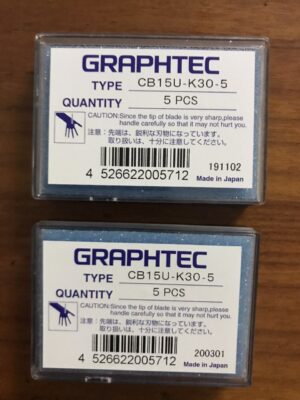 GRAPHTEC
TYPE CB15U-K30-5
QUANTITY 5 PCS
CAUTION:Since the tip of blade is very sharp,please
handle carefully so that it may not hurt you.
注意：先端は、鋭利な刃物になっています。
取り扱いは、十分に注意してください。
191102
4 526622005712
Made in Japan
GRAPHTEC
TYPE CB15U-K30-5
QUANTITY 5 PCS
CAUTION:Since the tip of blade is very sharp,please
handle carefully so that it may not hurt you.
注意：先端は、鋭利な刃物になっています。
取り扱いは、十分に注意してください。
200301
4 526622005712
Made in Japan